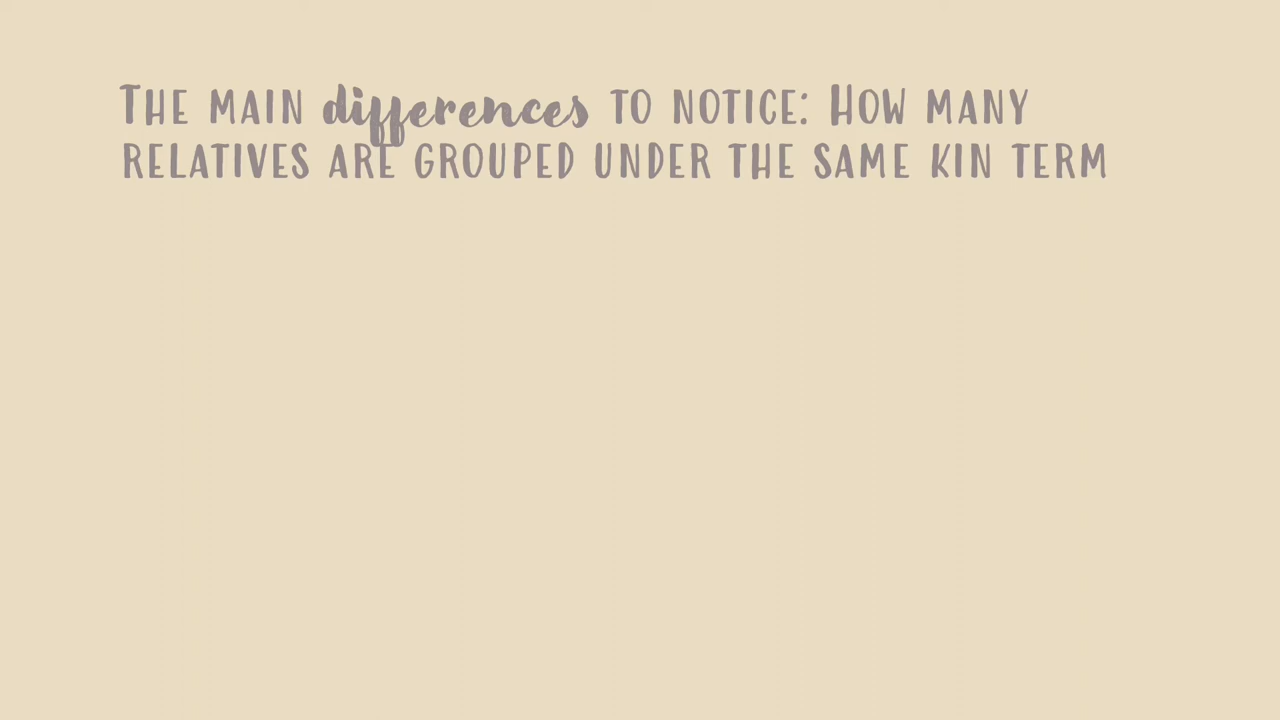 The main differences to notice: How many
relatives are grouped under the same kin term